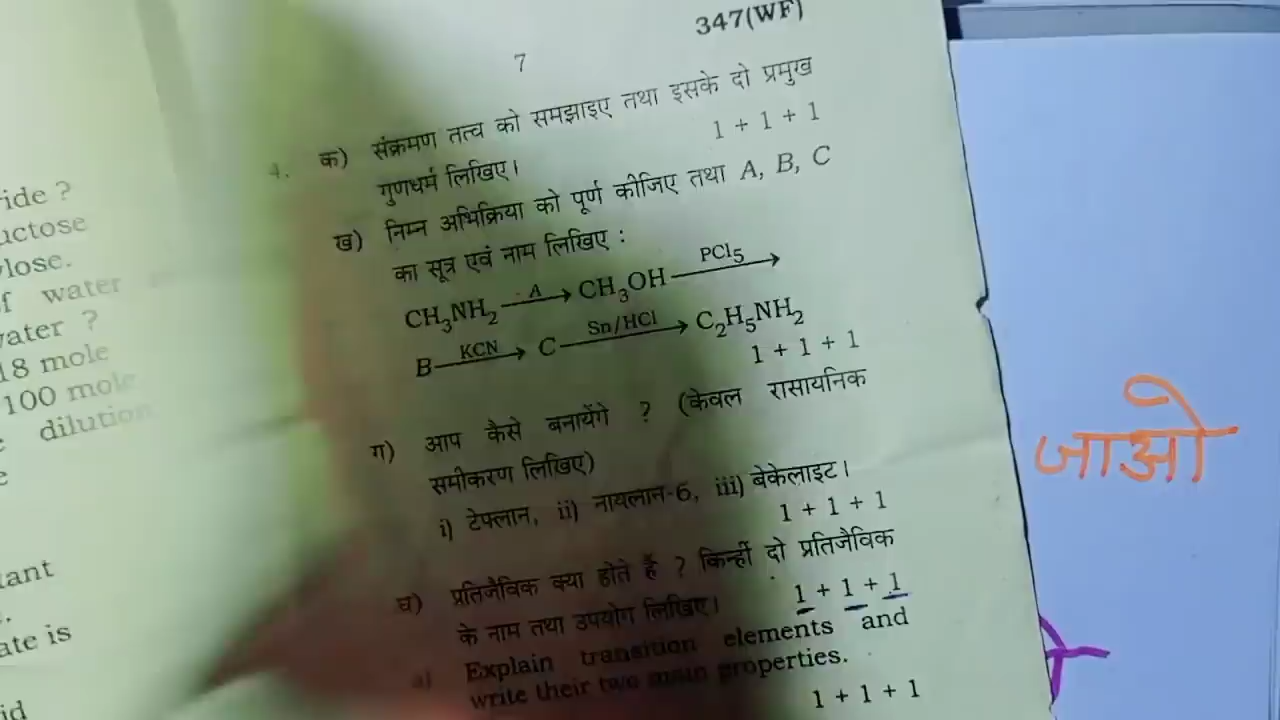 347(WF)
7
4. क) संक्रमण तत्व को समझाइए तथा इसके दो प्रमुख
गुणधर्म लिखिए। 1 + 1 + 1
ख) निम्न अभिक्रिया को पूर्ण कीजिए तथा A, B, C
का सूत्र एवं नाम लिखिए :
CH₃NH₂ —A→ CH₃OH —PCl₅→
B —KCN→ C —Sn/HCl→ C₂H₅NH₂
1 + 1 + 1
ग) आप कैसे बनायेंगे ? (केवल रासायनिक
समीकरण लिखिए)
i) टेफ्लान, ii) नायलान-6, iii) बेकेलाइट।
1 + 1 + 1
घ) प्रतिजैविक क्या होते हैं ? किन्हीं दो प्रतिजैविक
के नाम तथा उपयोग लिखिए। 1 + 1 + 1
a) Explain transition elements and
write their two main properties.
1 + 1 + 1
ide ?
uctose
lose.
f water
ater ?
18 mole
100 mole
dilution
e
lant
ate is
id
जाओ